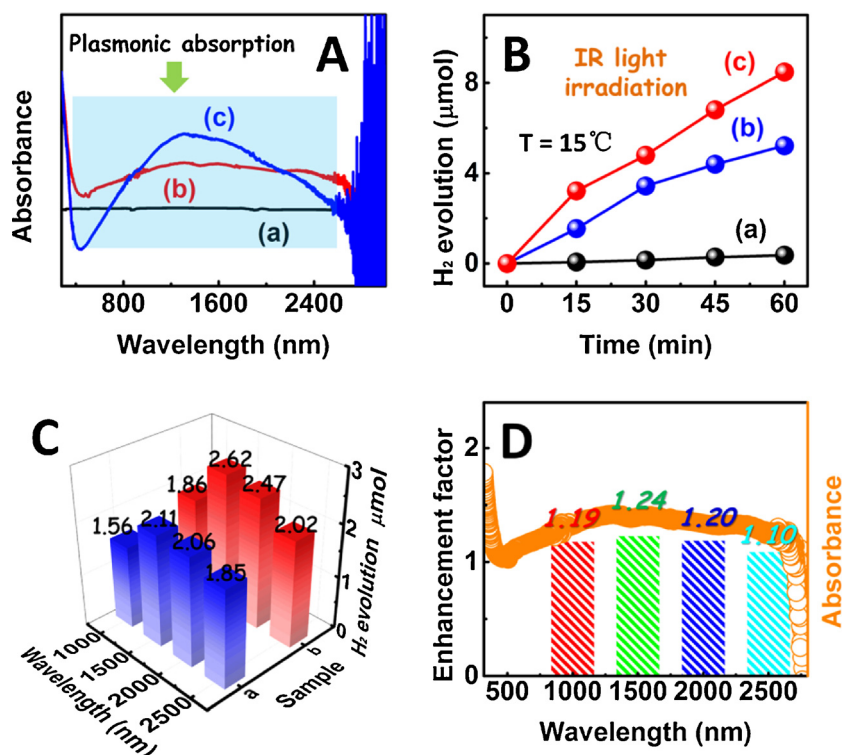 Plasmonic absorption
A
(c)
(b)
(a)
Absorbance
800
1600
2400
Wavelength (nm)
B
IR light
irradiation
(c)
T = 15℃
(b)
(a)
8
4
0
H₂ evolution (μmol)
0
15
30
45
60
Time (min)
C
1.56
2.11
2.06
1.85
1.86
2.62
2.47
2.02
3
2
1
0
H₂ evolution μmol
1000
1500
2000
2500
Wavelength (nm)
a
b
Sample
D
2
1
0
Enhancement factor
1.19
1.24
1.20
1.10
Absorbance
500
1000
1500
2000
2500
Wavelength (nm)